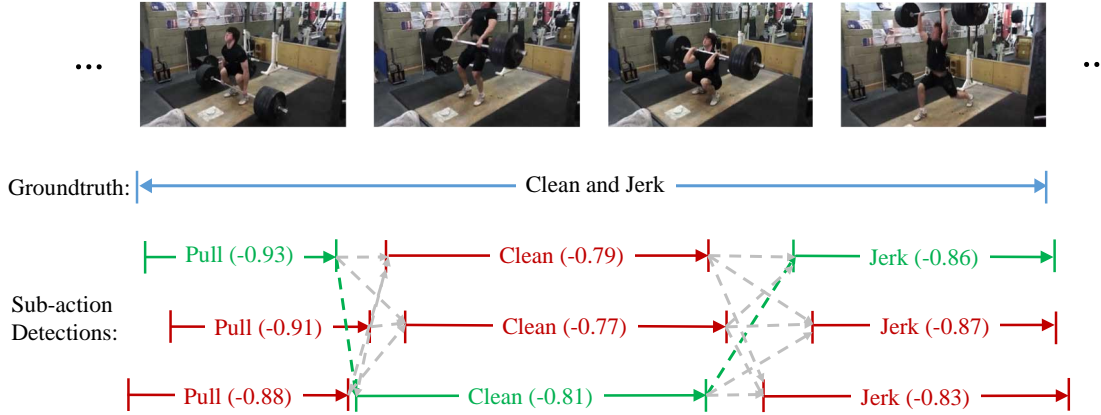 ...
Groundtruth: Clean and Jerk
Pull (-0.93) Clean (-0.79) Jerk (-0.86)
Sub-action
Detections: Pull (-0.91) Clean (-0.77) Jerk (-0.87)
Pull (-0.88) Clean (-0.81) Jerk (-0.83)